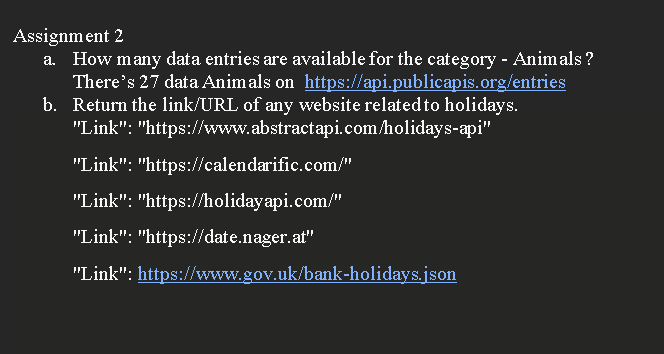 Assignment 2
a. How many data entries are available for the category - Animals?
There's 27 data Animals on https://api.publicapis.org/entries
b. Return the link/URL of any website related to holidays.
"Link": "https://www.abstractapi.com/holidays-api"
"Link": "https://calendarific.com/"
"Link": "https://holidayapi.com/"
"Link": "https://date.nager.at"
"Link": https://www.gov.uk/bank-holidays.json